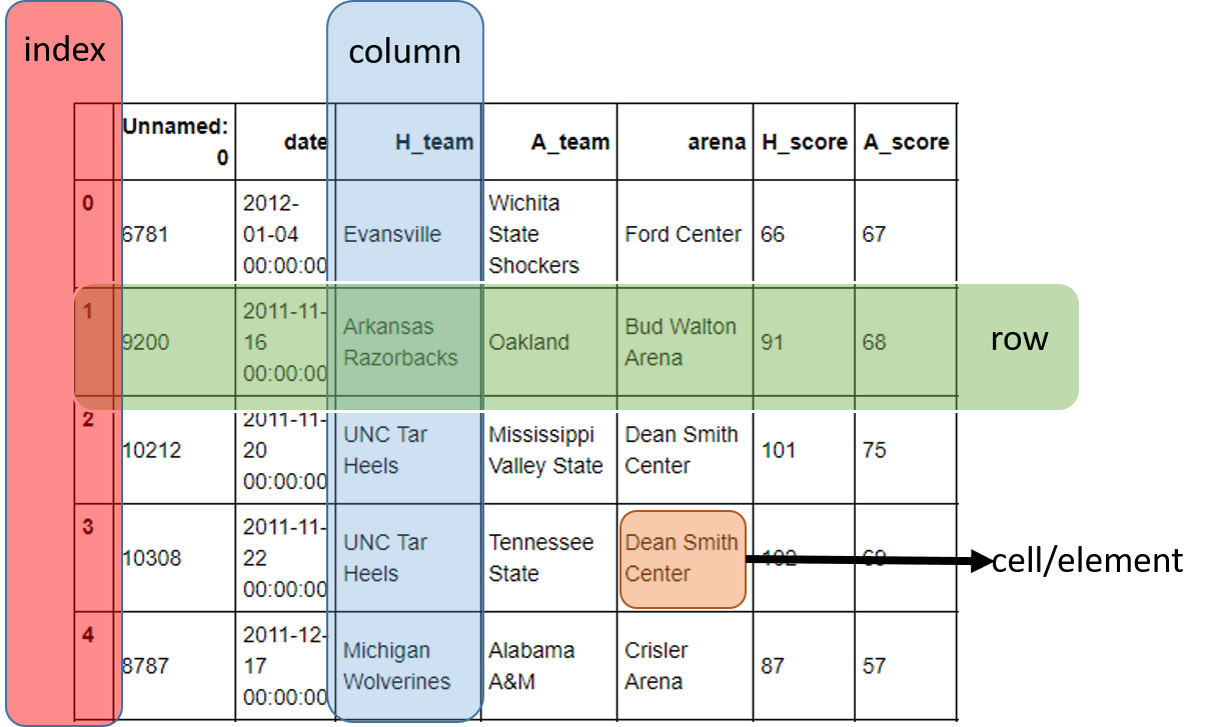 index
column
Unnamed:
0
date
H_team
A_team
arena
H_score
A_score
0
6781
2012-
01-04
00:00:00
Evansville
Wichita
State
Shockers
Ford Center
66
67
1
9200
2011-11-
16
00:00:00
Arkansas
Razorbacks
Oakland
Bud Walton
Arena
91
68
row
2
10212
2011-11-
20
00:00:00
UNC Tar
Heels
Mississippi
Valley State
Dean Smith
Center
101
75
3
10308
2011-11-
22
00:00:00
UNC Tar
Heels
Tennessee
State
Dean Smith
Center
102
69
cell/element
4
8787
2011-12-
17
00:00:00
Michigan
Wolverines
Alabama
A&M
Crisler
Arena
87
57